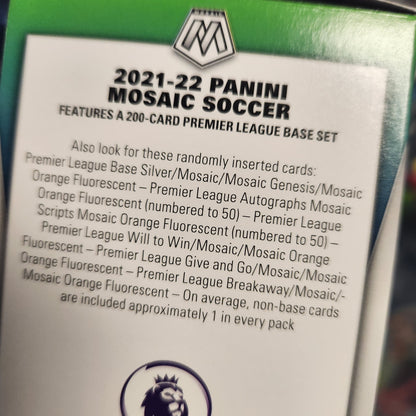 MOSAIC
2021-22 PANINI
MOSAIC SOCCER
FEATURES A 200-CARD PREMIER LEAGUE BASE SET
Also look for these randomly inserted cards:
Premier League Base Silver/Mosaic/Mosaic Genesis/Mosaic
Orange Fluorescent – Premier League Autographs Mosaic
Orange Fluorescent (numbered to 50) – Premier League
Scripts Mosaic Orange Fluorescent (numbered to 50) –
Premier League Will to Win/Mosaic/Mosaic Orange
Fluorescent – Premier League Give and Go/Mosaic/Mosaic
Orange Fluorescent – Premier League Breakaway/Mosaic/-
Mosaic Orange Fluorescent – On average, non-base cards
are included approximately 1 in every pack